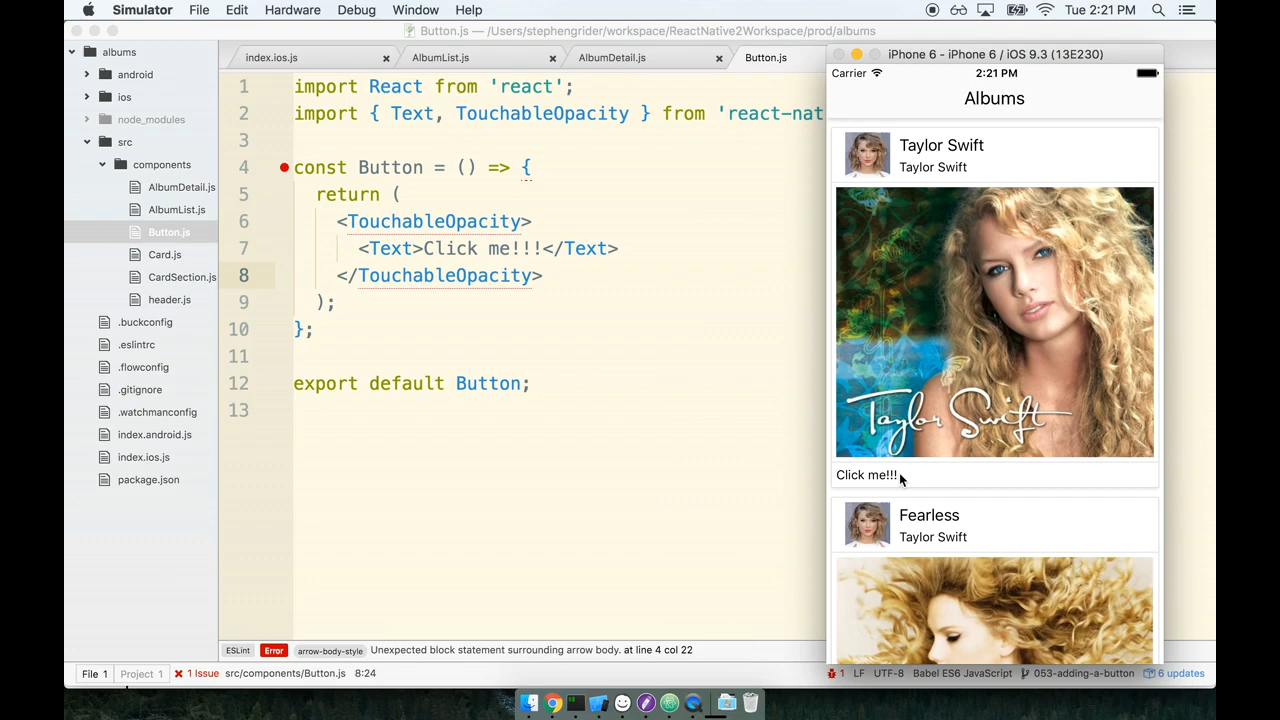 Simulator File Edit Hardware Debug Window Help Tue 2:21 PM
Button.js — /Users/stephengrider/workspace/ReactNative2Workspace/prod/albums
iPhone 6 - iPhone 6 / iOS 9.3 (13E230)
albums
android
ios
node_modules
src
components
AlbumDetail.js
AlbumList.js
Button.js
Card.js
CardSection.js
header.js
.buckconfig
.eslintrc
.flowconfig
.gitignore
.watchmanconfig
index.android.js
index.ios.js
package.json
index.ios.js AlbumList.js AlbumDetail.js Button.js
1 import React from 'react';
2 import { Text, TouchableOpacity } from 'react-nat
3
4 const Button = () => {
5 return (
6 <TouchableOpacity>
7 <Text>Click me!!!</Text>
8 </TouchableOpacity>
9 );
10 };
11
12 export default Button;
13
Carrier 2:21 PM
Albums
Taylor Swift
Taylor Swift
Taylor Swift
Click me!!!
Fearless
Taylor Swift
ESLint Error arrow-body-style Unexpected block statement surrounding arrow body. at line 4 col 22
File 1 Project 1 1 Issue src/components/Button.js 8:24 1 LF UTF-8 Babel ES6 JavaScript 053-adding-a-button 6 updates